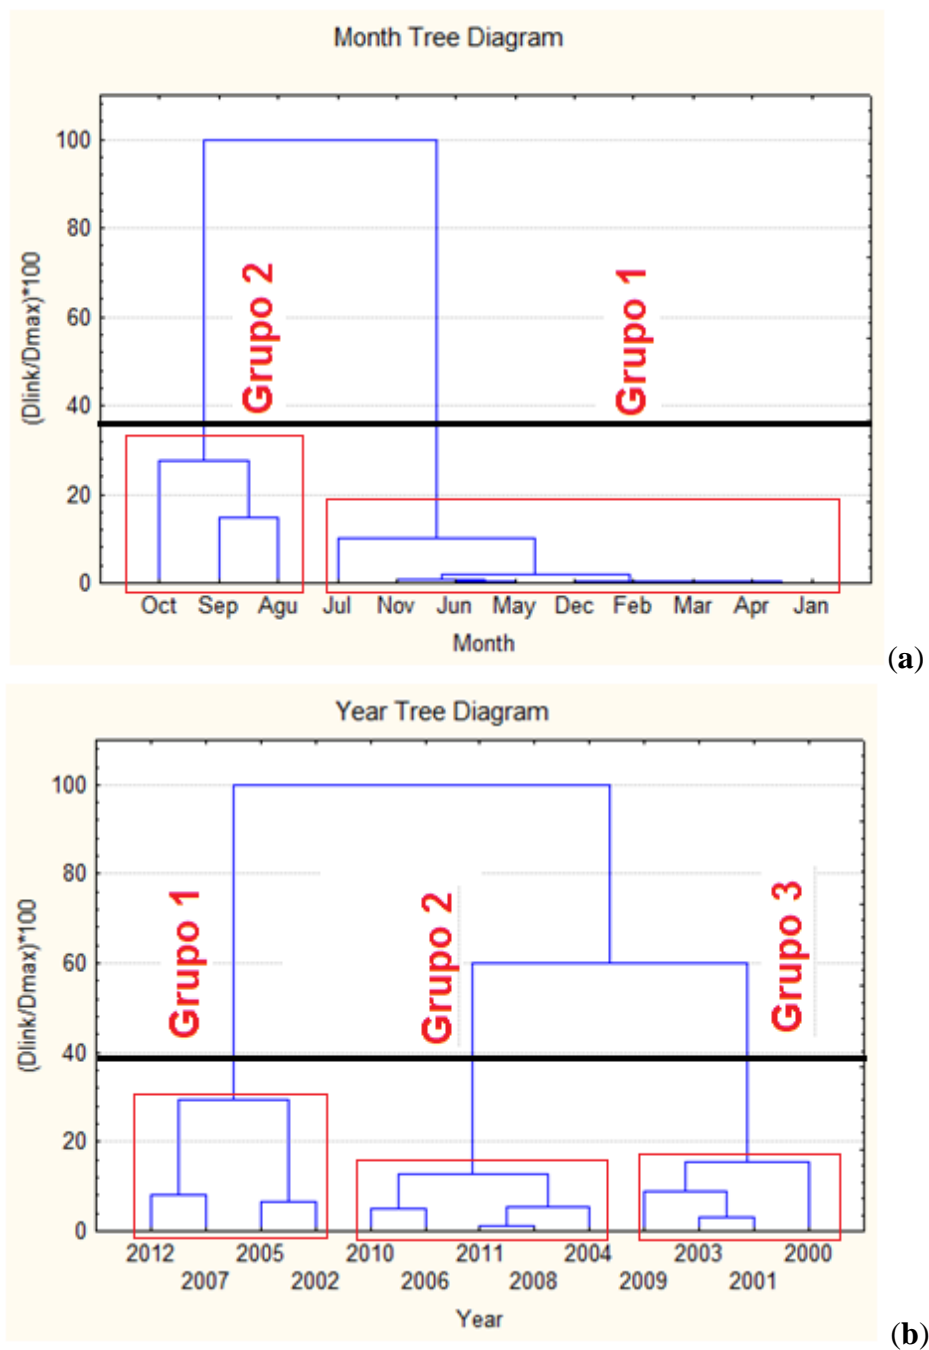 Month Tree Diagram
100
80
60
40
20
0
(Dlink/Dmax)*100
Grupo 2
Grupo 1
Oct Sep Agu Jul Nov Jun May Dec Feb Mar Apr Jan
Month
(a)
Year Tree Diagram
100
80
60
40
20
0
(Dlink/Dmax)*100
Grupo 1
Grupo 2
Grupo 3
2012 2005 2010 2011 2004 2003 2000
2007 2002 2006 2008 2009 2001
Year
(b)